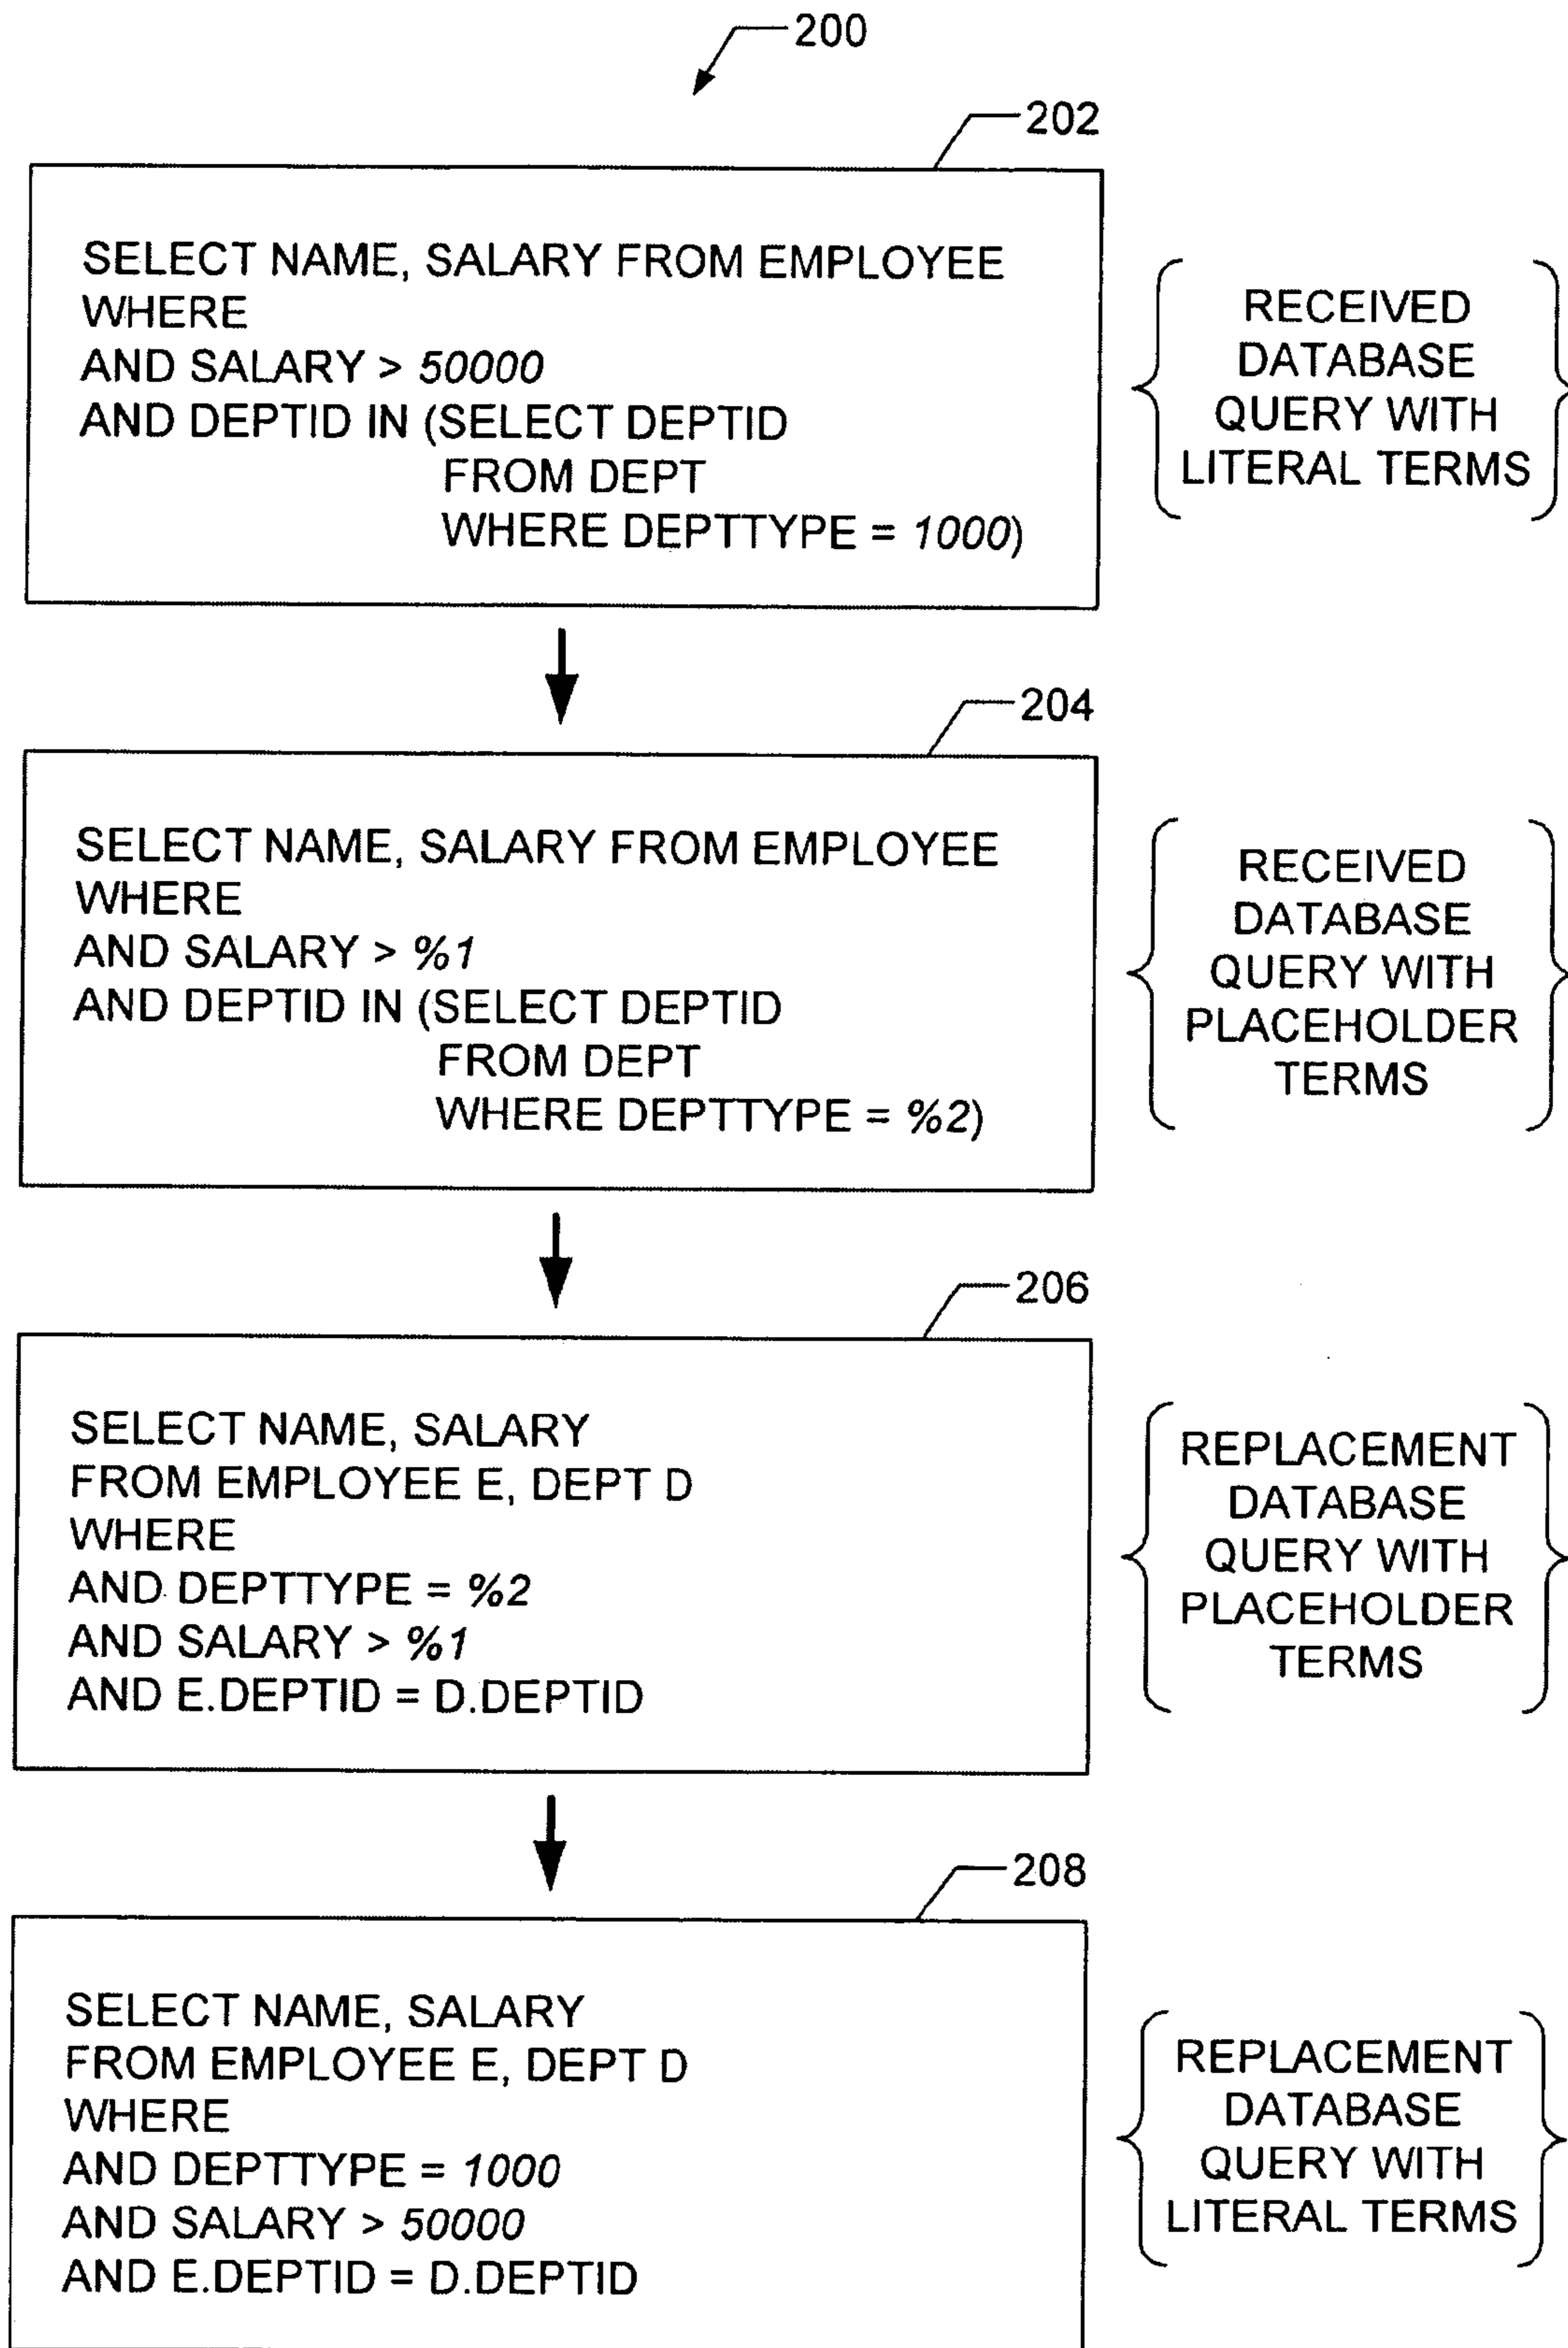 200
202
SELECT NAME, SALARY FROM EMPLOYEE
WHERE
AND SALARY > 50000
AND DEPTID IN (SELECT DEPTID
FROM DEPT
WHERE DEPTTYPE = 1000)
RECEIVED
DATABASE
QUERY WITH
LITERAL TERMS
204
SELECT NAME, SALARY FROM EMPLOYEE
WHERE
AND SALARY > %1
AND DEPTID IN (SELECT DEPTID
FROM DEPT
WHERE DEPTTYPE = %2)
RECEIVED
DATABASE
QUERY WITH
PLACEHOLDER
TERMS
206
SELECT NAME, SALARY
FROM EMPLOYEE E, DEPT D
WHERE
AND DEPTTYPE = %2
AND SALARY > %1
AND E.DEPTID = D.DEPTID
REPLACEMENT
DATABASE
QUERY WITH
PLACEHOLDER
TERMS
208
SELECT NAME, SALARY
FROM EMPLOYEE E, DEPT D
WHERE
AND DEPTTYPE = 1000
AND SALARY > 50000
AND E.DEPTID = D.DEPTID
REPLACEMENT
DATABASE
QUERY WITH
LITERAL TERMS